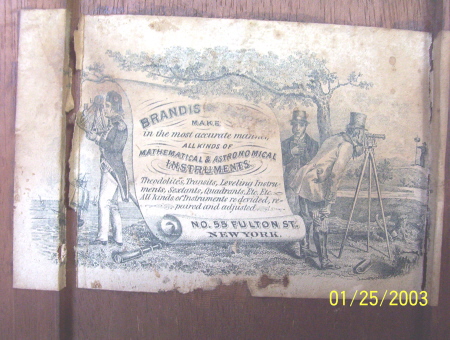 BRANDIS
MAKE
in the most accurate manner,
ALL KINDS OF
MATHEMATICAL & ASTRONOMICAL
INSTRUMENTS
Theodolites, Transits, Leveling Instru-
ments, Sextants, Quadrants, Etc. Etc.
All kinds of Instruments re-devided, re-
paired and adjusted
NO. 55 FULTON ST.
NEW YORK.
01/25/2003